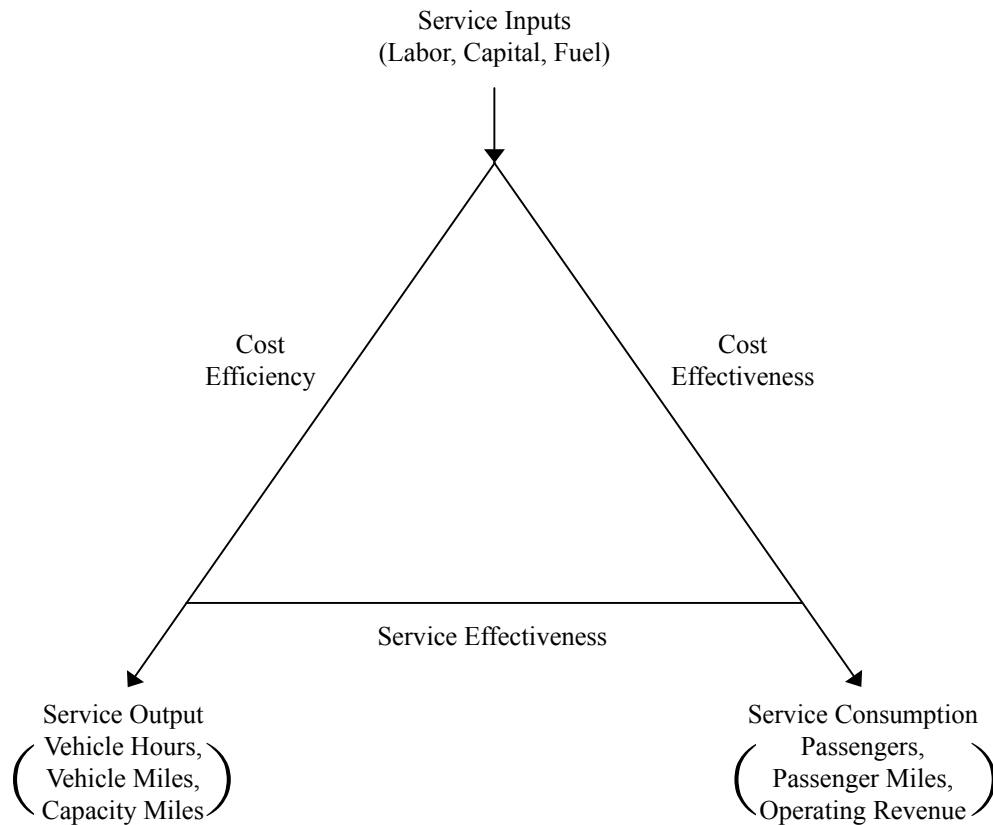 Service Inputs
(Labor, Capital, Fuel)
Cost
Efficiency
Cost
Effectiveness
Service Effectiveness
Service Output
(Vehicle Hours,
Vehicle Miles,
Capacity Miles)
Service Consumption
(Passengers,
Passenger Miles,
Operating Revenue)